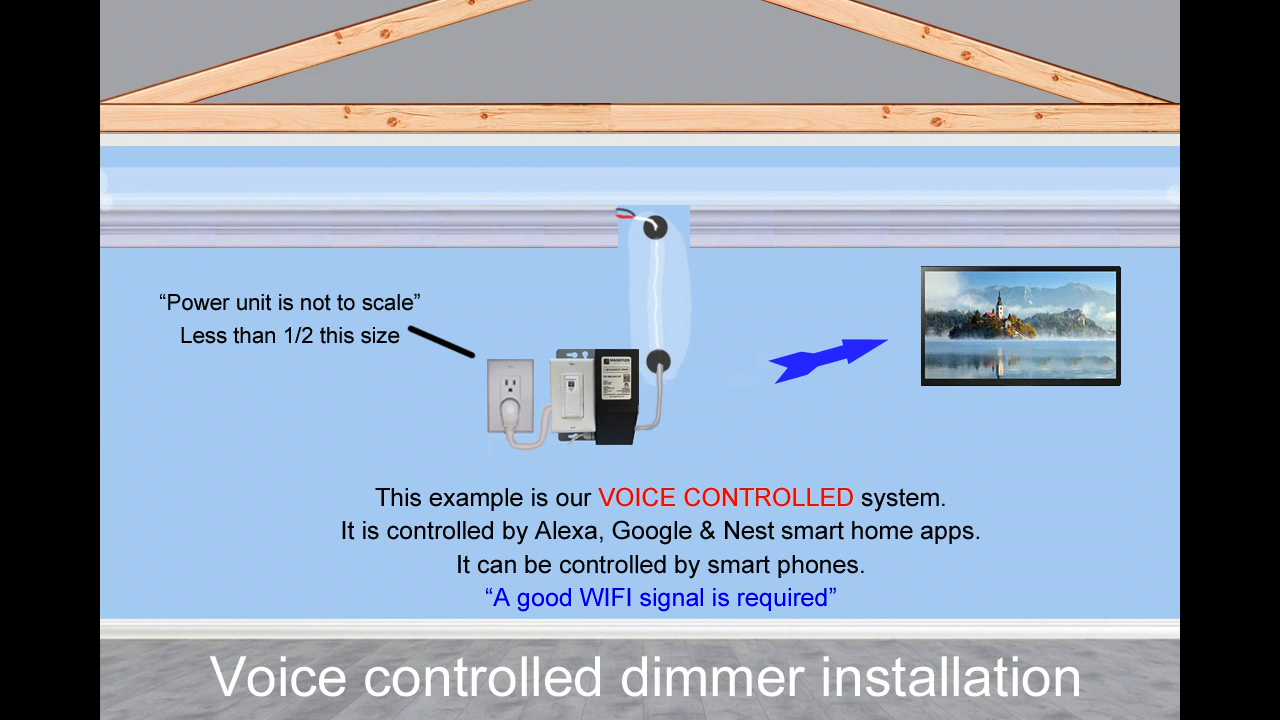 “Power unit is not to scale”
Less than 1/2 this size
MAGNITUDE
This example is our VOICE CONTROLLED system.
It is controlled by Alexa, Google & Nest smart home apps.
It can be controlled by smart phones.
“A good WIFI signal is required”
Voice controlled dimmer installation